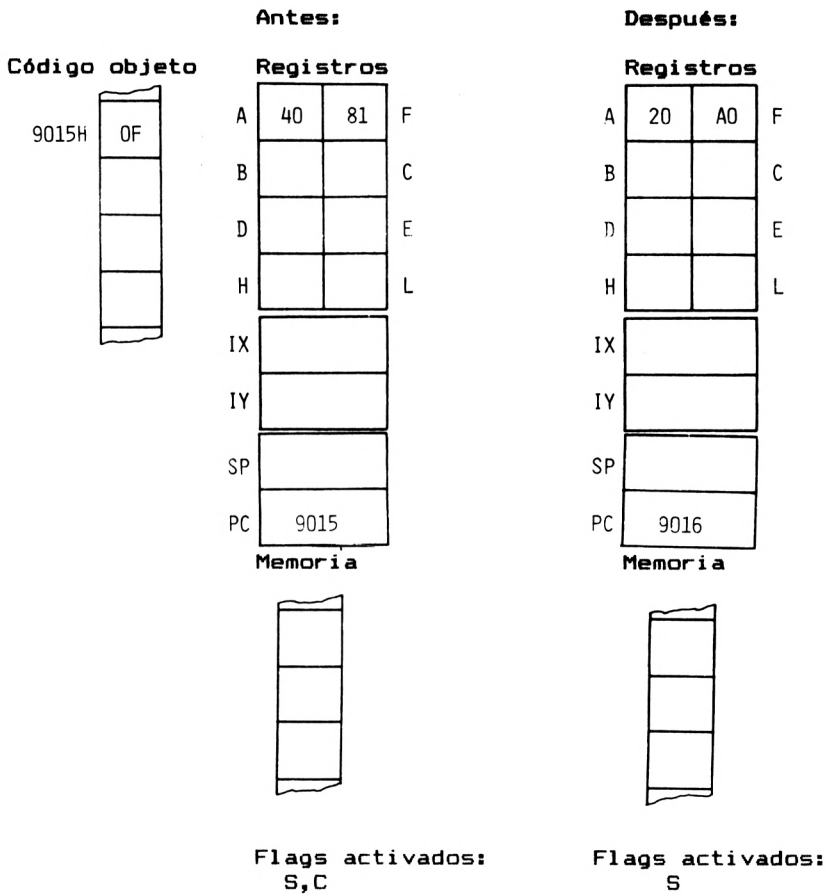 Antes:
Después:
Código objeto
Registros
Registros
9015H 0F
A 40 81 F
B C
D E
H L
IX
IY
SP
PC 9015
Memoria
A 20 A0 F
B C
D E
H L
IX
IY
SP
PC 9016
Memoria
Flags activados:
S,C
Flags activados:
S